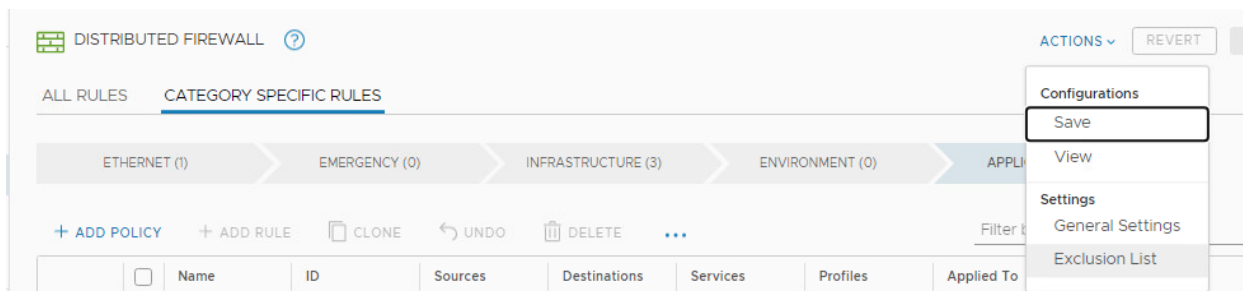 DISTRIBUTED FIREWALL ?
ACTIONS
REVERT
ALL RULES
CATEGORY SPECIFIC RULES
Configurations
Save
View
ETHERNET (1)
EMERGENCY (0)
INFRASTRUCTURE (3)
ENVIRONMENT (0)
Settings
General Settings
Exclusion List
+ ADD POLICY
+ ADD RULE
CLONE
UNDO
DELETE
...
Filter
Name
ID
Sources
Destinations
Services
Profiles
Applied To